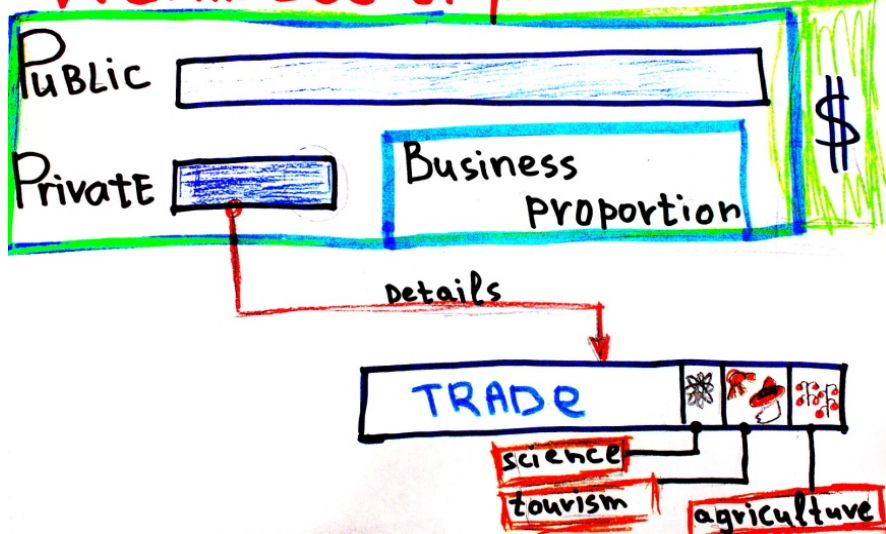 PUBLiC
$
PrivatE
Business
proportion
Details
TRADe
science
tourism
agriculture